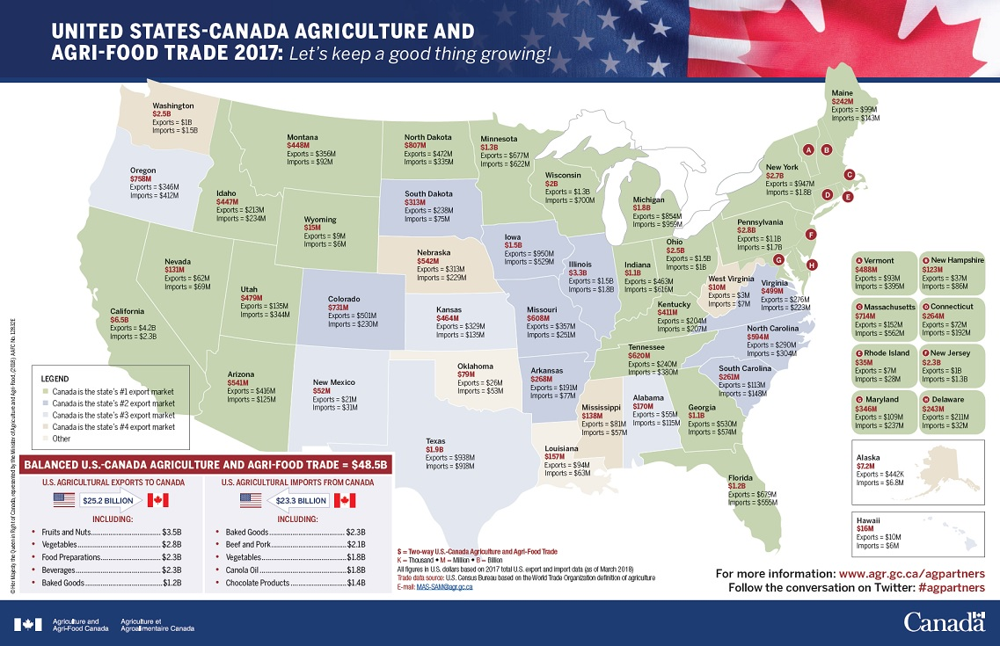 UNITED STATES-CANADA AGRICULTURE AND
AGRI-FOOD TRADE 2017: Let's keep a good thing growing!
Washington
$2.5B
Exports = $1B
Imports = $1.5B
Oregon
$758M
Exports = $346M
Imports = $412M
Montana
$448M
Exports = $356M
Imports = $92M
Idaho
$447M
Exports = $213M
Imports = $234M
Wyoming
$15M
Exports = $9M
Imports = $6M
Nevada
$131M
Exports = $62M
Imports = $69M
Utah
$479M
Exports = $135M
Imports = $344M
California
$6.5B
Exports = $4.2B
Imports = $2.3B
Colorado
$731M
Exports = $501M
Imports = $230M
Arizona
$541M
Exports = $416M
Imports = $125M
New Mexico
$52M
Exports = $21M
Imports = $31M
North Dakota
$807M
Exports = $472M
Imports = $335M
South Dakota
$313M
Exports = $238M
Imports = $75M
Nebraska
$542M
Exports = $313M
Imports = $229M
Kansas
$464M
Exports = $329M
Imports = $135M
Oklahoma
$79M
Exports = $26M
Imports = $53M
Texas
$1.9B
Exports = $938M
Imports = $918M
Minnesota
$1.3B
Exports = $677M
Imports = $622M
Iowa
$1.5B
Exports = $950M
Imports = $529M
Missouri
$608M
Exports = $357M
Imports = $251M
Arkansas
$268M
Exports = $191M
Imports = $77M
Louisiana
$157M
Exports = $94M
Imports = $63M
Wisconsin
$2B
Exports = $1.3B
Imports = $700M
Illinois
$3.3B
Exports = $1.5B
Imports = $1.8B
Michigan
$1.8B
Exports = $854M
Imports = $959M
Indiana
$1.1B
Exports = $463M
Imports = $616M
Ohio
$2.5B
Exports = $1.5B
Imports = $1B
Kentucky
$411M
Exports = $204M
Imports = $207M
Tennessee
$620M
Exports = $240M
Imports = $380M
Mississippi
$138M
Exports = $81M
Imports = $57M
Alabama
$170M
Exports = $55M
Imports = $115M
Georgia
$1.1B
Exports = $530M
Imports = $574M
Florida
$1.2B
Exports = $679M
Imports = $555M
South Carolina
$261M
Exports = $113M
Imports = $148M
North Carolina
$594M
Exports = $290M
Imports = $304M
Virginia
$499M
Exports = $276M
Imports = $223M
West Virginia
$10M
Exports = $3M
Imports = $7M
Pennsylvania
$2.8B
Exports = $1.1B
Imports = $1.7B
New York
$2.7B
Exports = $947M
Imports = $1.8B
Maine
$242M
Exports = $99M
Imports = $143M
A
B
C
D
E
F
G
H
A Vermont
$488M
Exports = $93M
Imports = $395M
B New Hampshire
$123M
Exports = $37M
Imports = $86M
C Massachusetts
$714M
Exports = $152M
Imports = $562M
D Connecticut
$264M
Exports = $72M
Imports = $192M
E Rhode Island
$35M
Exports = $7M
Imports = $28M
F New Jersey
$2.3B
Exports = $1B
Imports = $1.3B
G Maryland
$346M
Exports = $109M
Imports = $237M
H Delaware
$243M
Exports = $211M
Imports = $32M
Alaska
$7.2M
Exports = $442K
Imports = $6.8M
Hawaii
$16M
Exports = $10M
Imports = $6M
LEGEND
Canada is the state's #1 export market
Canada is the state's #2 export market
Canada is the state's #3 export market
Canada is the state's #4 export market
Other
BALANCED U.S.-CANADA AGRICULTURE AND AGRI-FOOD TRADE = $48.5B
U.S. AGRICULTURAL EXPORTS TO CANADA
$25.2 BILLION
INCLUDING:
• Fruits and Nuts................................ $3.5B
• Vegetables................................ $2.8B
• Food Preparations................................ $2.3B
• Beverages................................ $2.3B
• Baked Goods................................ $1.2B
U.S. AGRICULTURAL IMPORTS FROM CANADA
$23.3 BILLION
INCLUDING:
• Baked Goods................................ $2.3B
• Beef and Pork................................ $2.1B
• Vegetables................................ $1.8B
• Canola Oil................................ $1.8B
• Chocolate Products................................ $1.4B
$ = Two-way U.S.-Canada Agriculture and Agri-Food Trade
K = Thousand • M = Million • B = Billion
All figures in U.S. dollars based on 2017 total U.S. export and import data (as of March 2018)
Trade data source: U.S. Census Bureau based on the World Trade Organization definition of agriculture
E-mail: MAS-SAM@agr.gc.ca
For more information: www.agr.gc.ca/agpartners
Follow the conversation on Twitter: #agpartners
Agriculture and
Agri-Food Canada
Agriculture et
Agroalimentaire Canada
Canada